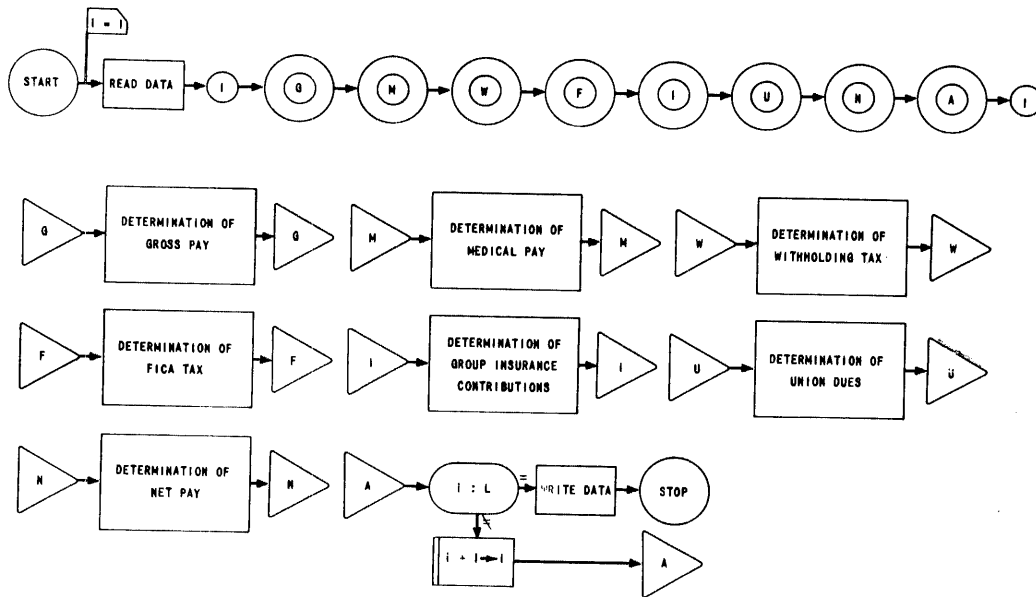 I = I
START
READ DATA
I
G
M
W
F
I
U
N
A
I
G
DETERMINATION OF
GROSS PAY
G
M
DETERMINATION OF
MEDICAL PAY
M
W
DETERMINATION OF
WITHHOLDING TAX
W
F
DETERMINATION OF
FICA TAX
F
I
DETERMINATION OF
GROUP INSURANCE
CONTRIBUTIONS
I
U
DETERMINATION OF
UNION DUES
U
N
DETERMINATION OF
NET PAY
N
A
i : L
=
≠
WRITE DATA
STOP
i + I → I
A